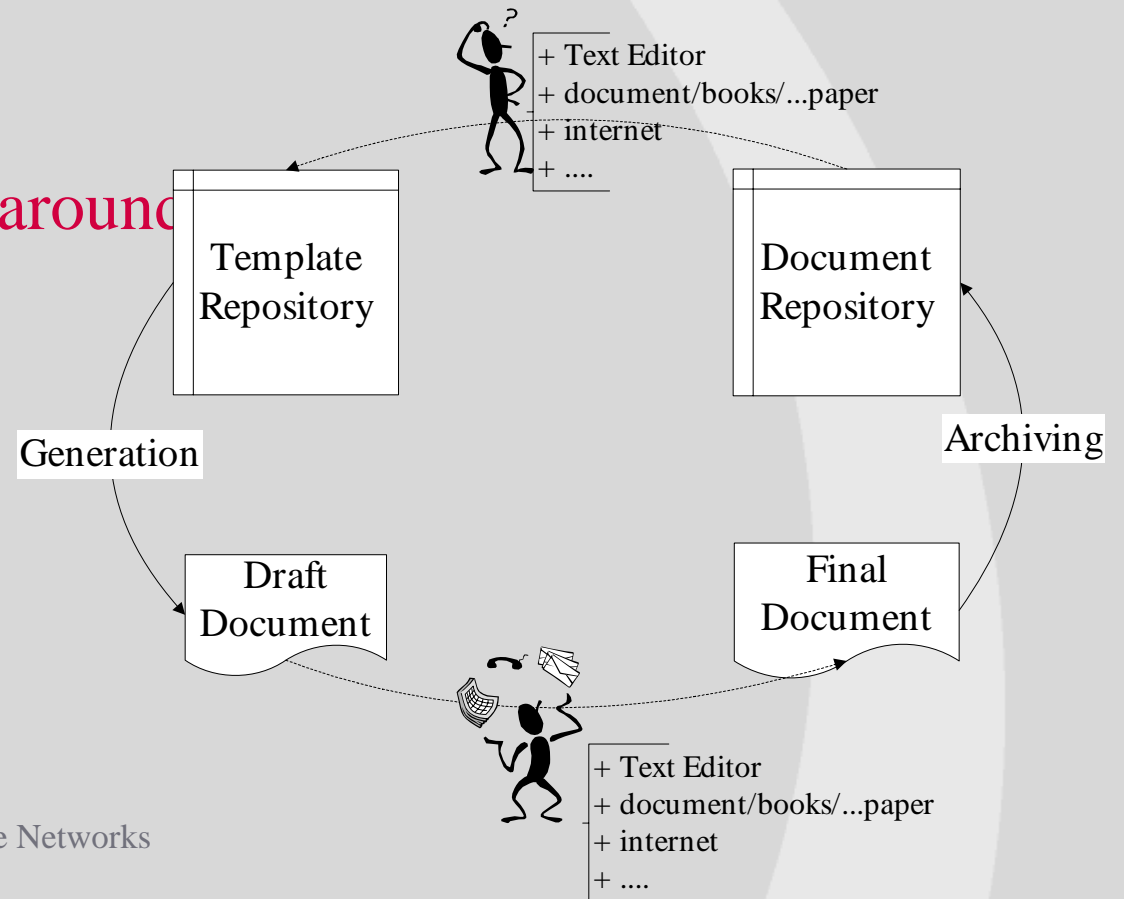 ?
+ Text Editor
+ document/books/...paper
+ internet
+ ....
around
Template
Repository
Document
Repository
Generation
Archiving
Draft
Document
Final
Document
+ Text Editor
+ document/books/...paper
+ internet
+ ....
e Networks